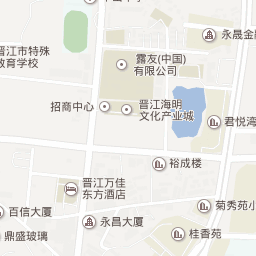 永晟金
晋江市特殊
教育学校
露友(中国)
有限公司
招商中心
晋江海明
文化产业城
君悦湾
裕成楼
晋江万佳
东方酒店
菊秀苑小
百信大厦
永昌大厦
鼎盛玻璃
桂香苑